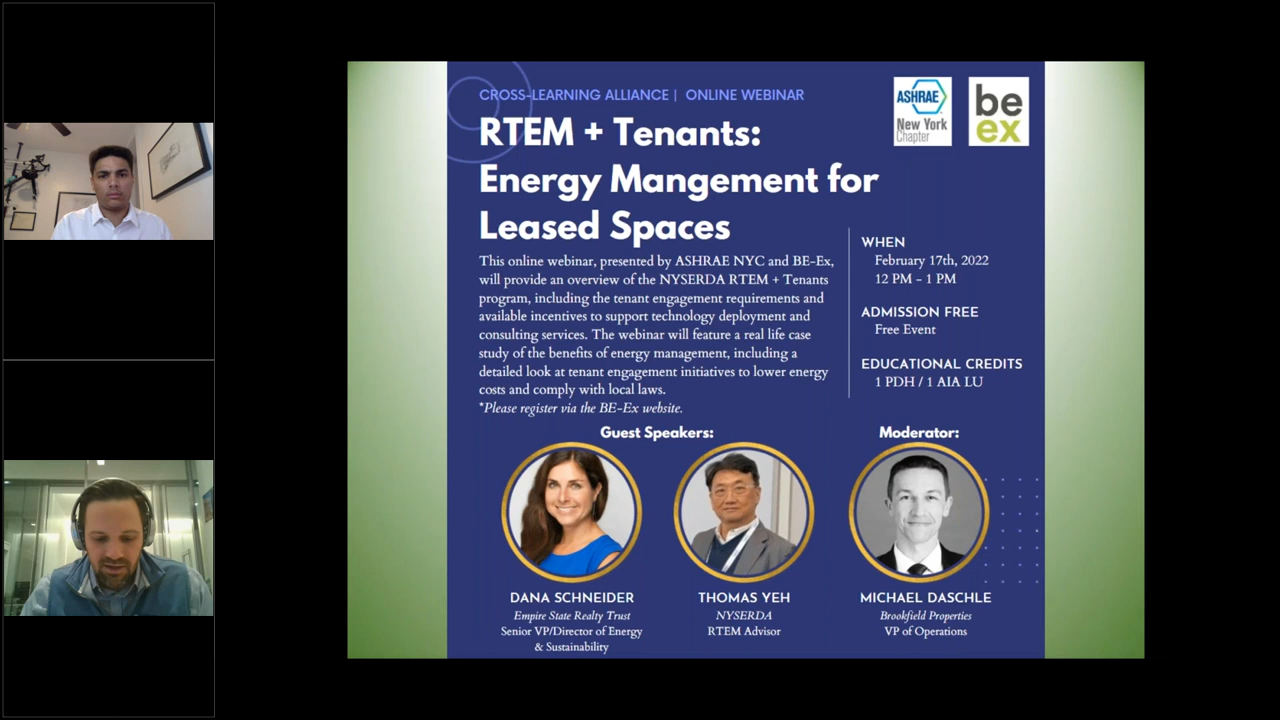 CROSS-LEARNING ALLIANCE | ONLINE WEBINAR
RTEM + Tenants:
Energy Mangement for
Leased Spaces
ASHRAE
New York
Chapter
be
ex
This online webinar, presented by ASHRAE NYC and BE-Ex,
will provide an overview of the NYSERDA RTEM + Tenants
program, including the tenant engagement requirements and
available incentives to support technology deployment and
consulting services. The webinar will feature a real life case
study of the benefits of energy management, including a
detailed look at tenant engagement initiatives to lower energy
costs and comply with local laws.
*Please register via the BE-Ex website.
WHEN
February 17th, 2022
12 PM - 1 PM
ADMISSION FREE
Free Event
EDUCATIONAL CREDITS
1 PDH / 1 AIA LU
Guest Speakers:
Moderator:
DANA SCHNEIDER
Empire State Realty Trust
Senior VP/Director of Energy
& Sustainability
THOMAS YEH
NYSERDA
RTEM Advisor
MICHAEL DASCHLE
Brookfield Properties
VP of Operations